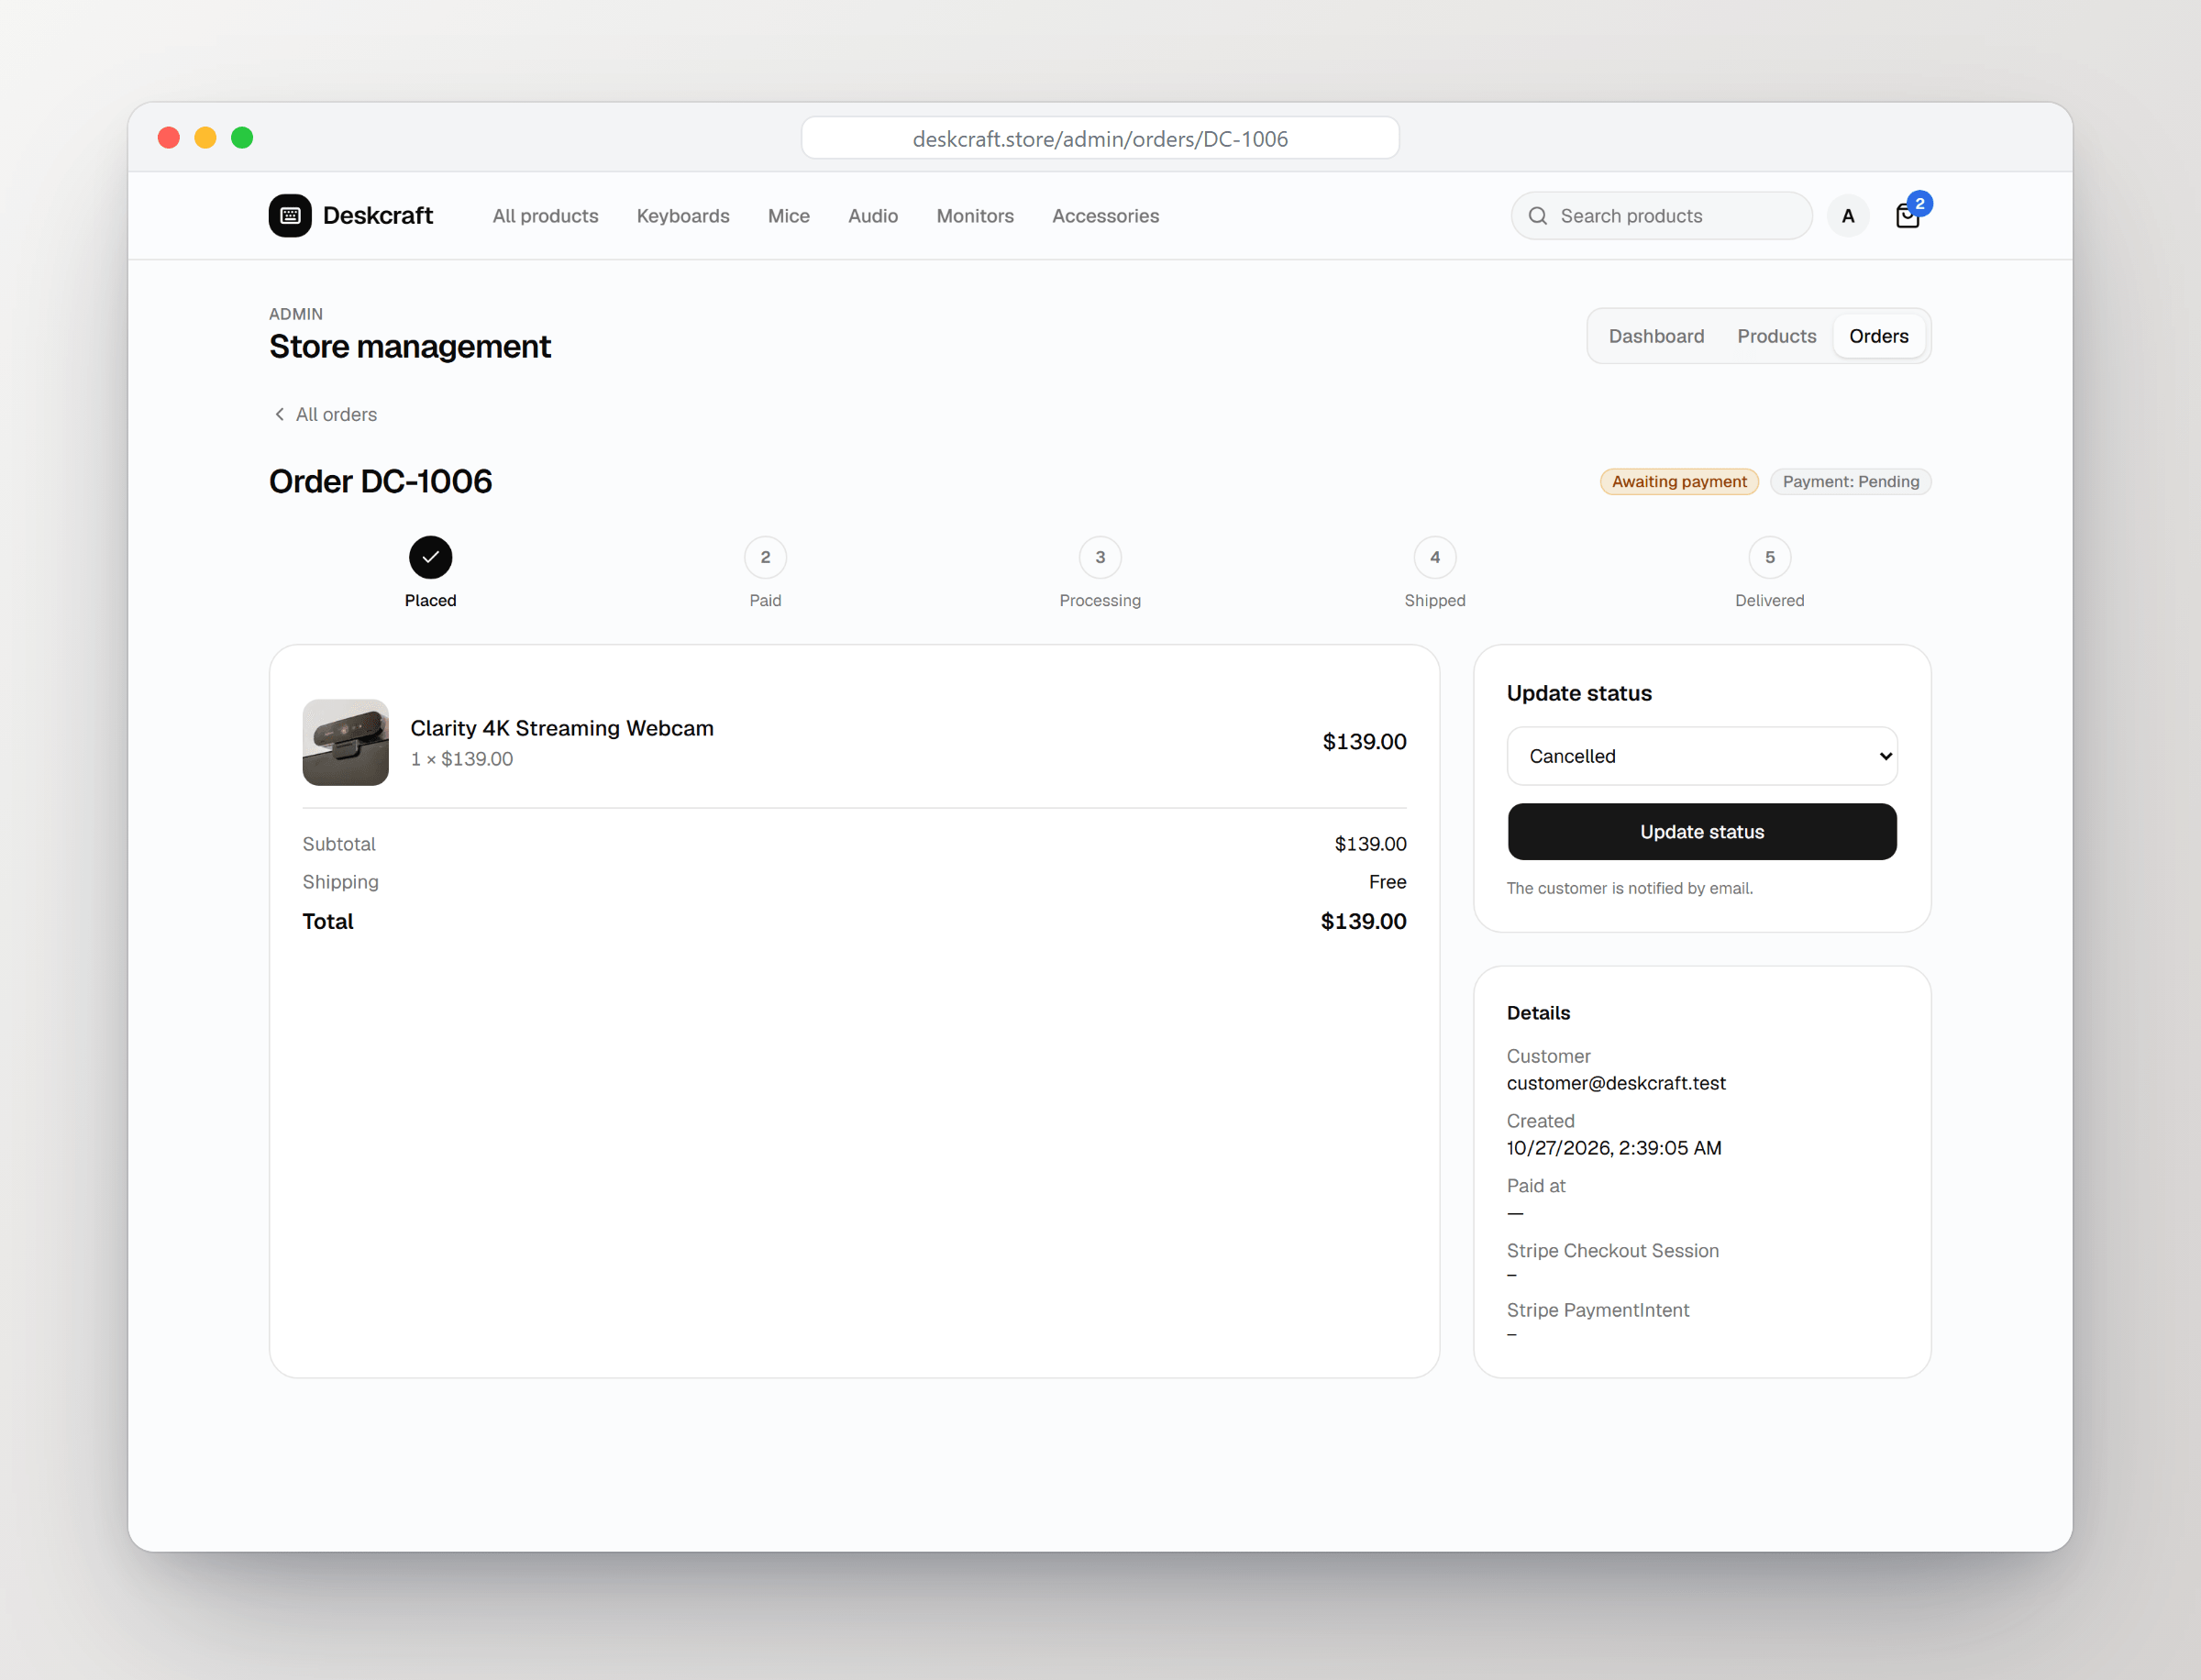 deskcraft.store/admin/orders/DC-1006
Deskcraft
All products
Keyboards
Mice
Audio
Monitors
Accessories
Search products
A
2
ADMIN
Store management
Dashboard
Products
Orders
All orders
Order DC-1006
Awaiting payment
Payment: Pending
2
3
4
5
Placed
Paid
Processing
Shipped
Delivered
Clarity 4K Streaming Webcam
1 × $139.00
$139.00
Subtotal
$139.00
Shipping
Free
Total
$139.00
Update status
Cancelled
Update status
The customer is notified by email.
Details
Customer
customer@deskcraft.test
Created
10/27/2026, 2:39:05 AM
Paid at
—
Stripe Checkout Session
–
Stripe PaymentIntent
–